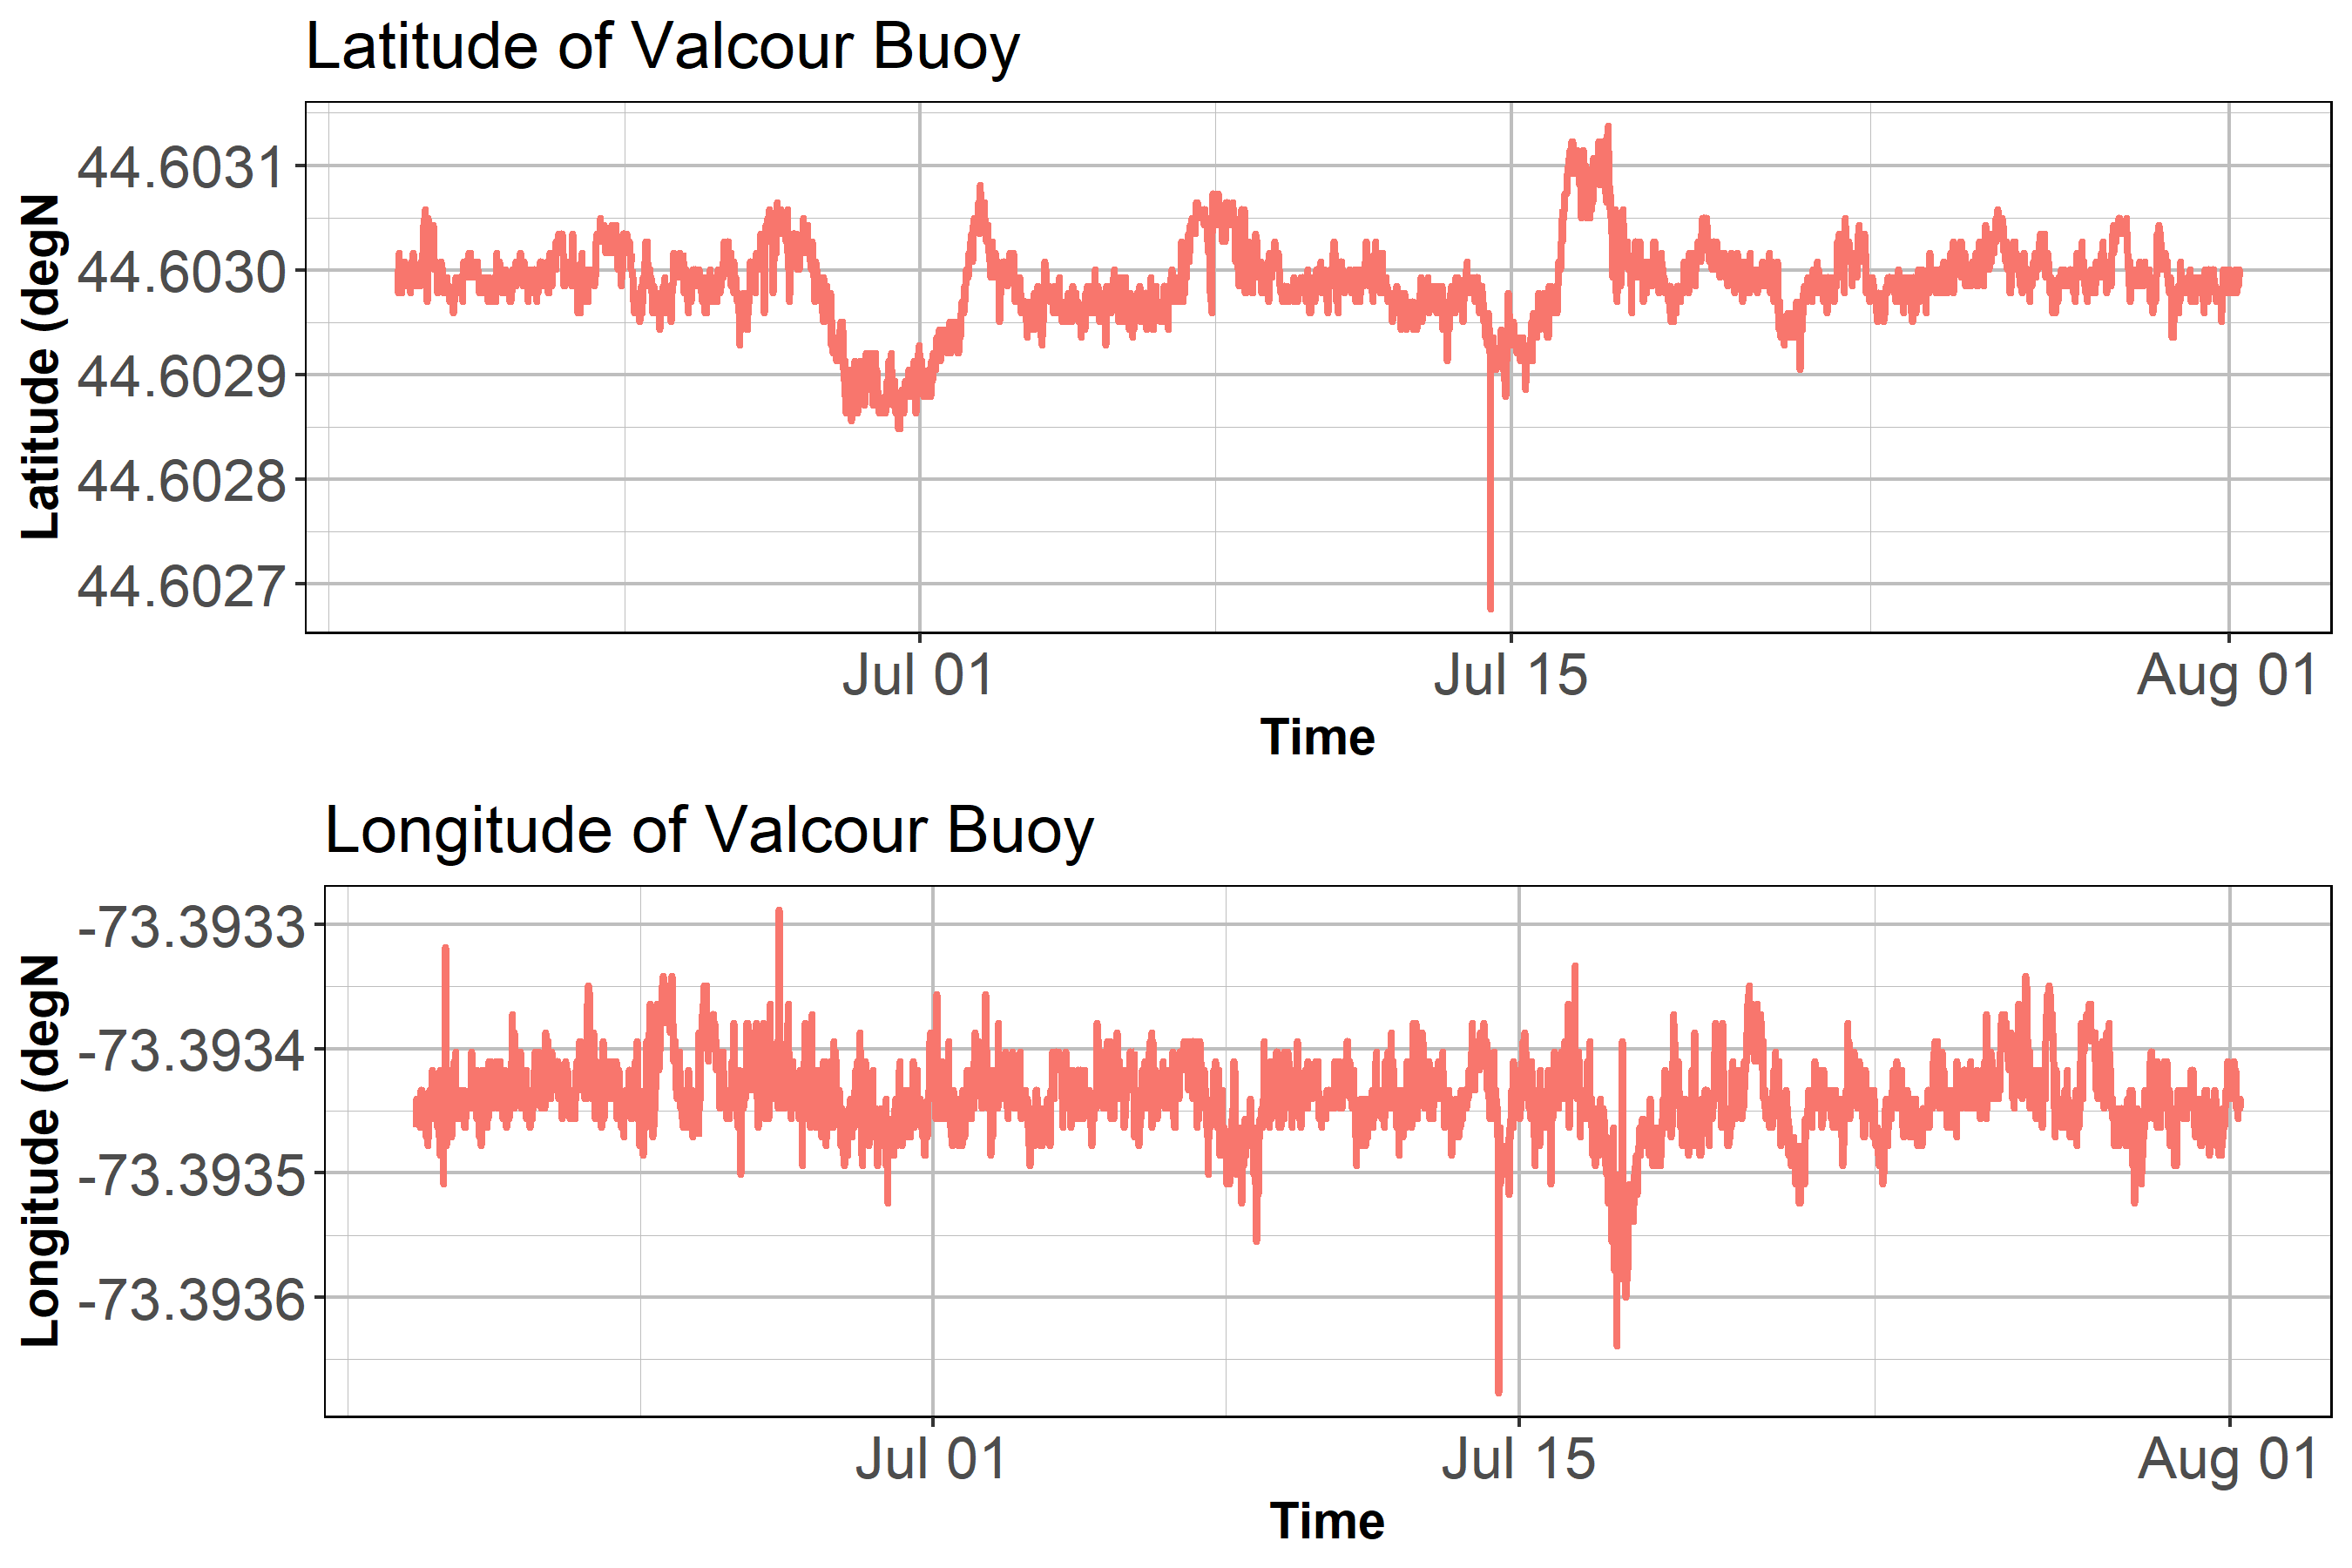 Latitude of Valcour Buoy
Latitude (degN
44.6031
44.6030
44.6029
44.6028
44.6027
Jul 01 Jul 15 Aug 01
Time
Longitude of Valcour Buoy
Longitude (degN
-73.3933
-73.3934
-73.3935
-73.3936
Jul 01 Jul 15 Aug 01
Time